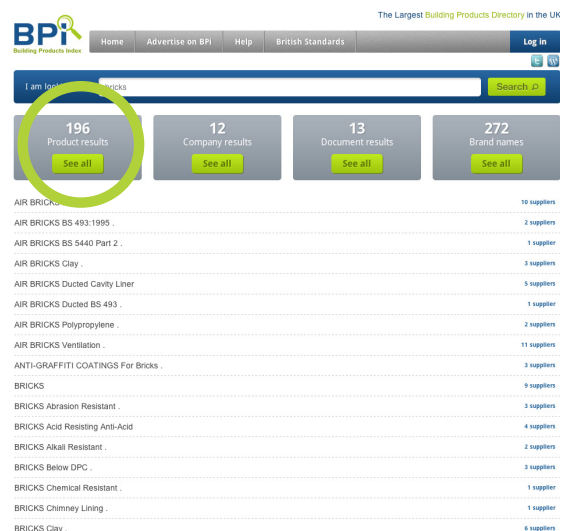 The Largest Building Products Directory in the UK
BPi
Building Products Index
Home Advertise on BPi Help British Standards Log in
I am bricks Search
196 12 13 272
Product results Company results Document results Brand names
See all See all See all See all
AIR BRICKS 10 suppliers
AIR BRICKS BS 493:1995 . 2 suppliers
AIR BRICKS BS 5440 Part 2 . 1 supplier
AIR BRICKS Clay . 3 suppliers
AIR BRICKS Ducted Cavity Liner 5 suppliers
AIR BRICKS Ducted BS 493 . 1 supplier
AIR BRICKS Polypropylene . 2 suppliers
AIR BRICKS Ventilation . 11 suppliers
ANTI-GRAFFITI COATINGS For Bricks . 3 suppliers
BRICKS 9 suppliers
BRICKS Abrasion Resistant . 3 suppliers
BRICKS Acid Resisting Anti-Acid 4 suppliers
BRICKS Alkali Resistant . 2 suppliers
BRICKS Below DPC . 3 suppliers
BRICKS Chemical Resistant . 1 supplier
BRICKS Chimney Lining . 1 supplier
BRICKS Clay . 6 suppliers